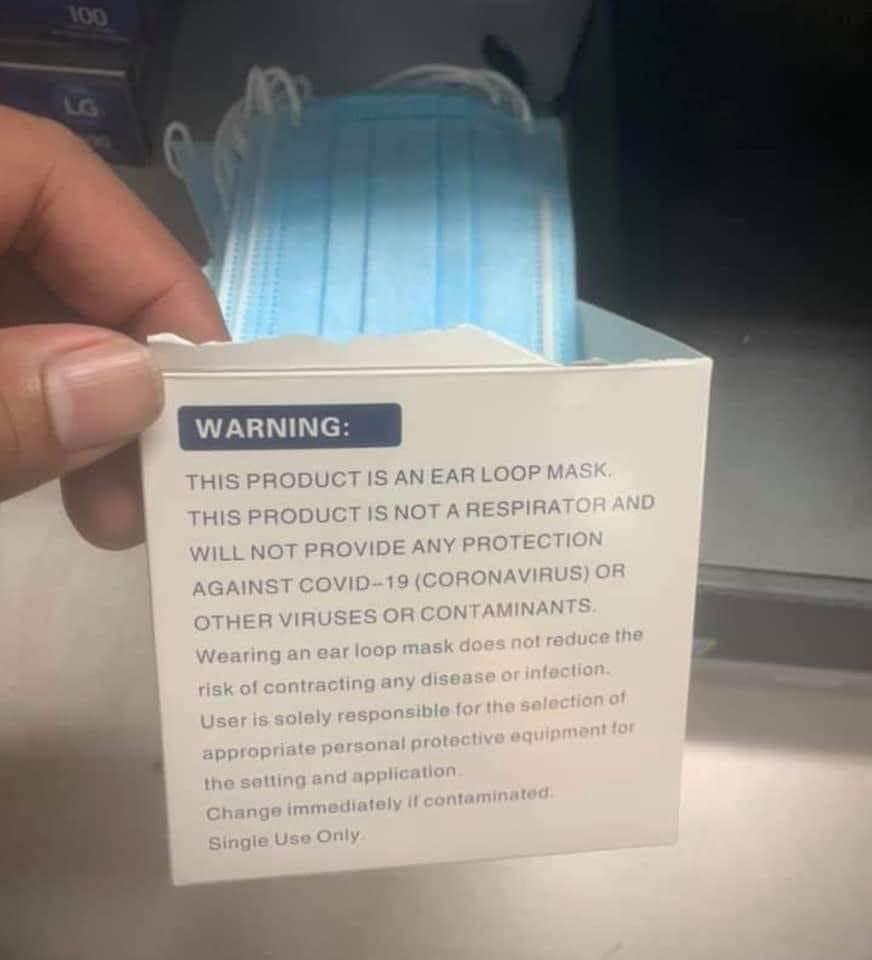 100
LG
WARNING:
THIS PRODUCT IS AN EAR LOOP MASK.
THIS PRODUCT IS NOT A RESPIRATOR AND
WILL NOT PROVIDE ANY PROTECTION
AGAINST COVID-19 (CORONAVIRUS) OR
OTHER VIRUSES OR CONTAMINANTS.
Wearing an ear loop mask does not reduce the
risk of contracting any disease or infection.
User is solely responsible for the selection of
appropriate personal protective equipment for
the setting and application.
Change immediately if contaminated.
Single Use Only.